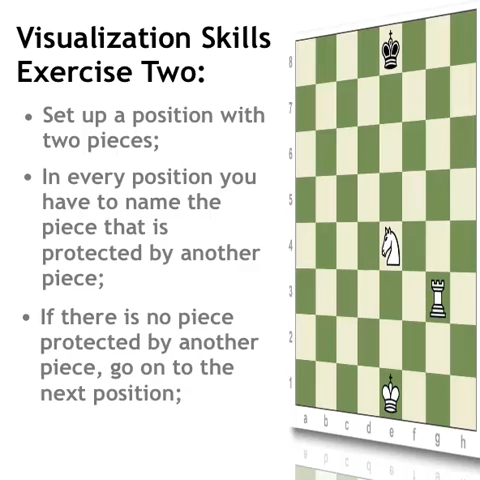 Visualization Skills
Exercise Two:
• Set up a position with
two pieces;
• In every position you
have to name the
piece that is
protected by another
piece;
• If there is no piece
protected by another
piece, go on to the
next position;
8
7
6
5
4
3
2
1
a b c d e f g h